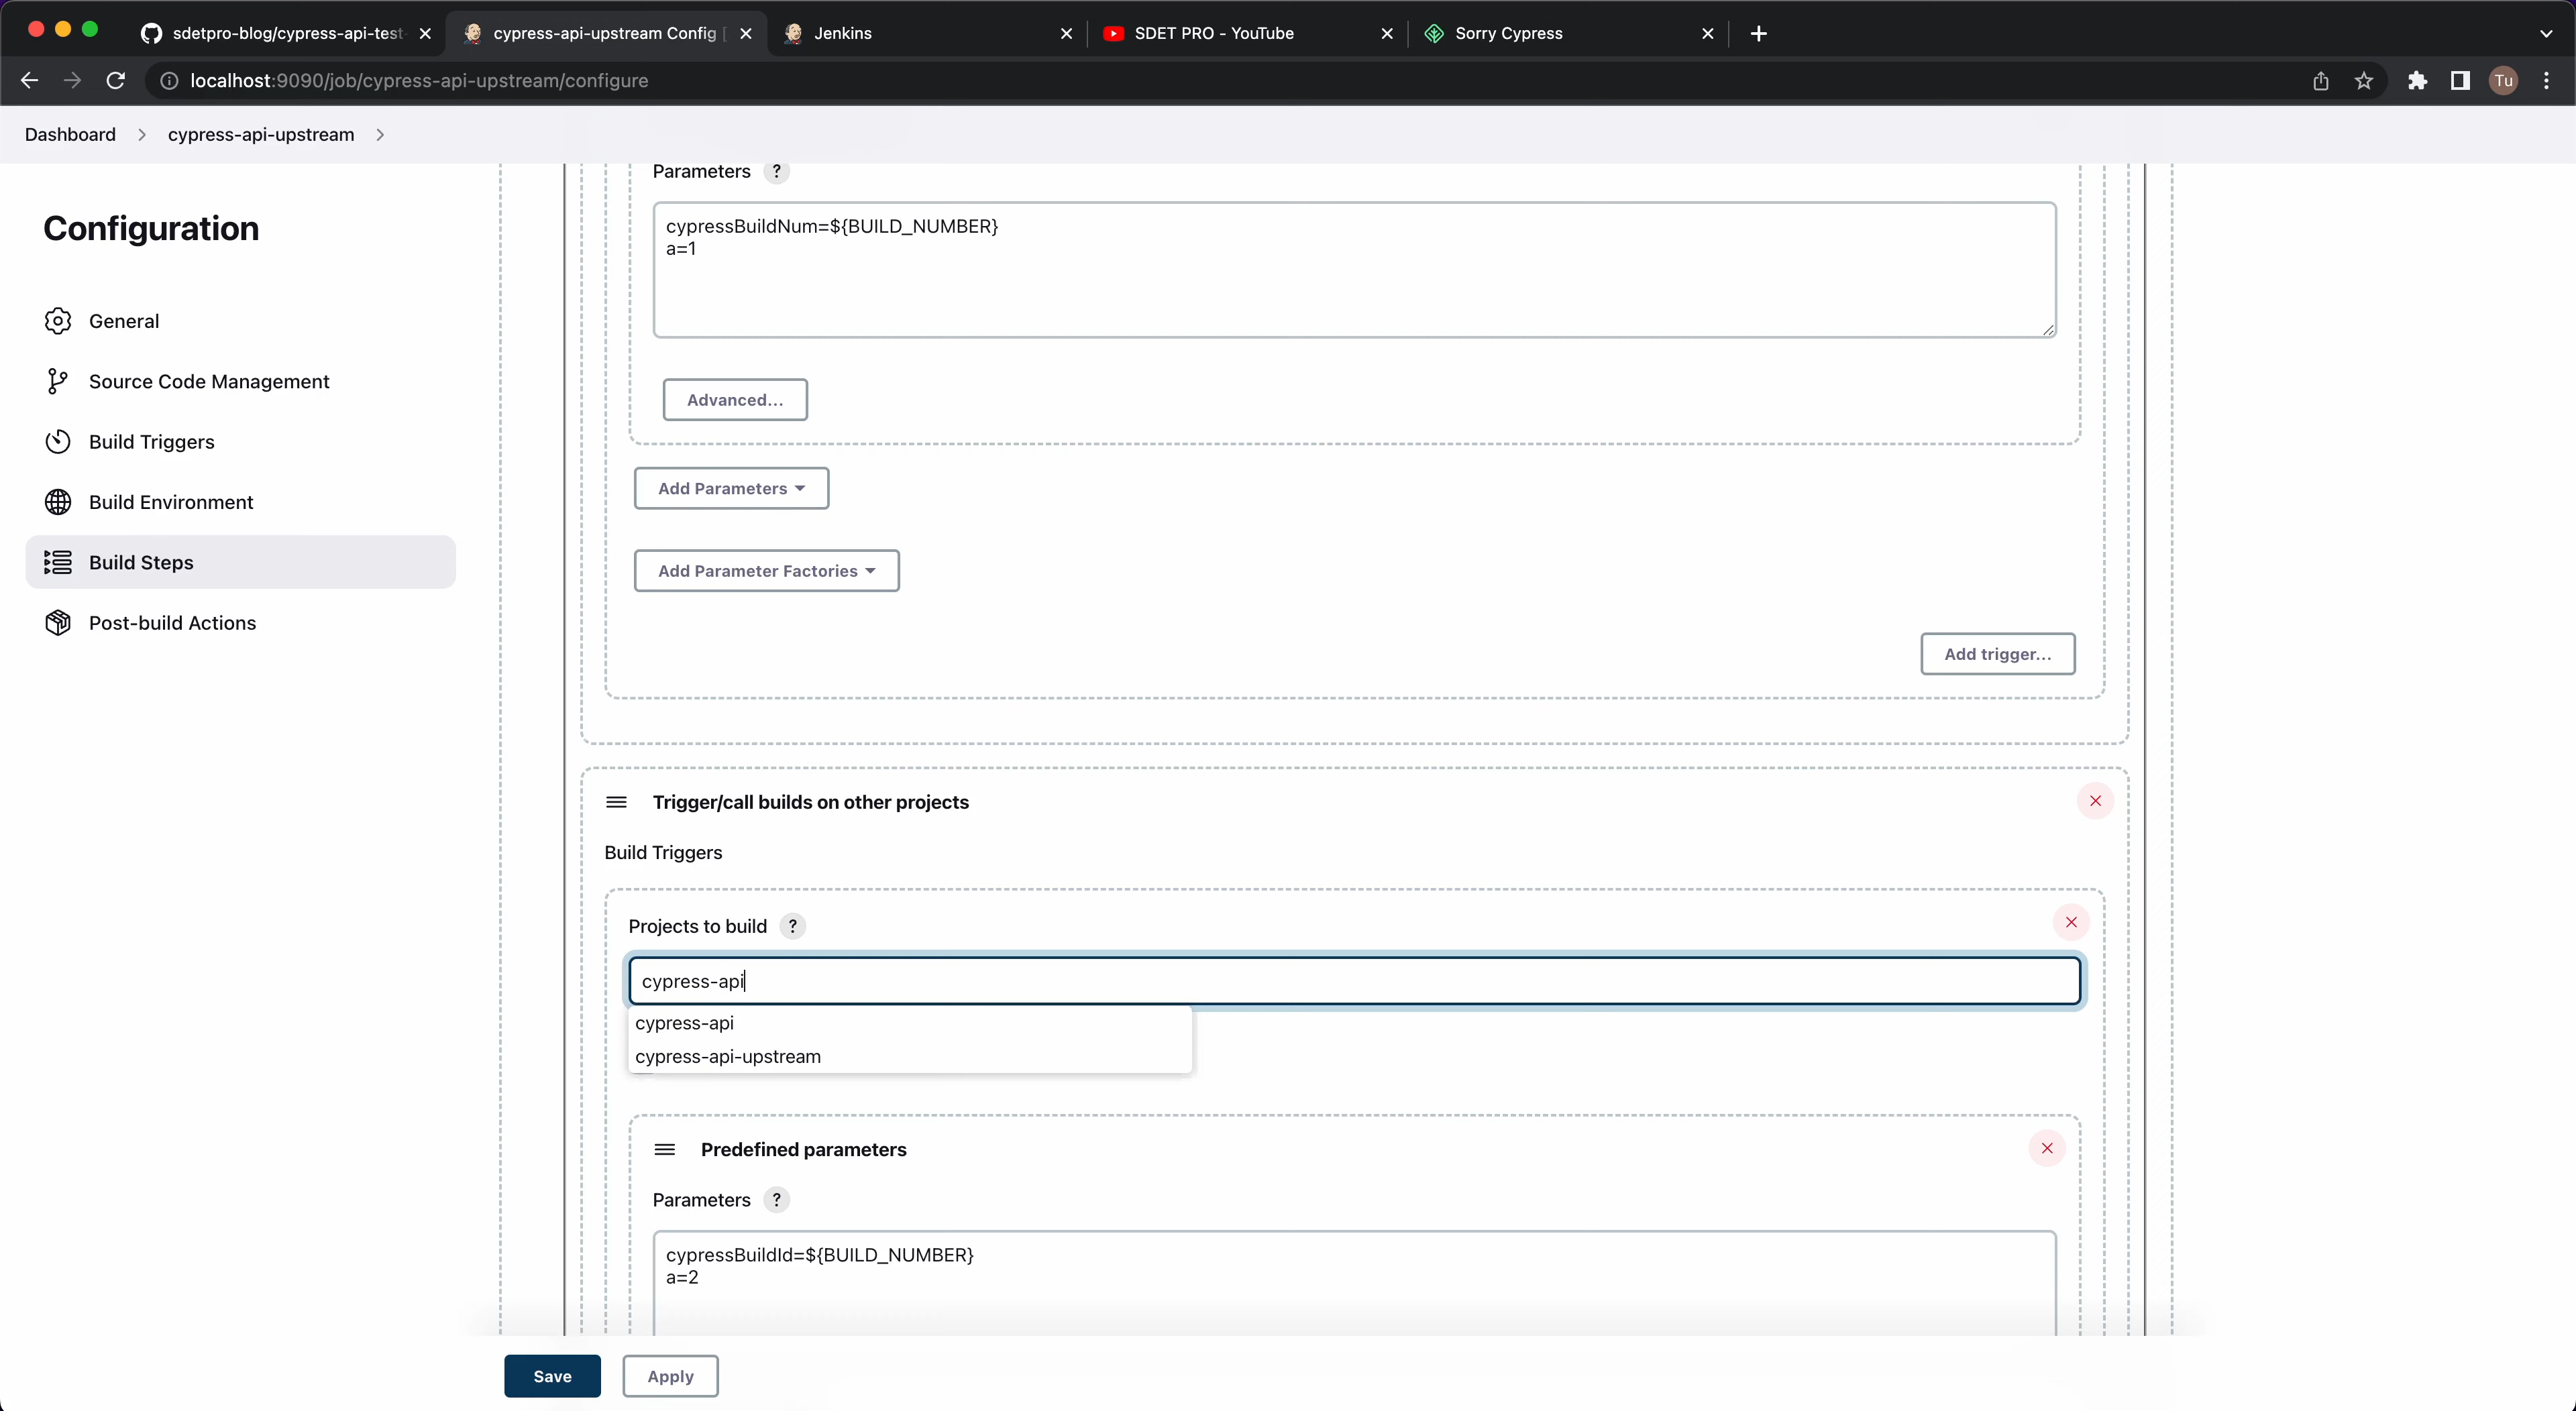 sdetpro-blog/cypress-api-test-
cypress-api-upstream Config [
Jenkins
SDET PRO - YouTube
Sorry Cypress
localhost:9090/job/cypress-api-upstream/configure
Tu
Dashboard
cypress-api-upstream
Configuration
General
Source Code Management
Build Triggers
Build Environment
Build Steps
Post-build Actions
Parameters ?
cypressBuildNum=${BUILD_NUMBER}
a=1
Advanced...
Add Parameters
Add Parameter Factories
Add trigger...
Trigger/call builds on other projects
Build Triggers
Projects to build ?
cypress-api
cypress-api
cypress-api-upstream
Predefined parameters
Parameters ?
cypressBuildId=${BUILD_NUMBER}
a=2
Save
Apply